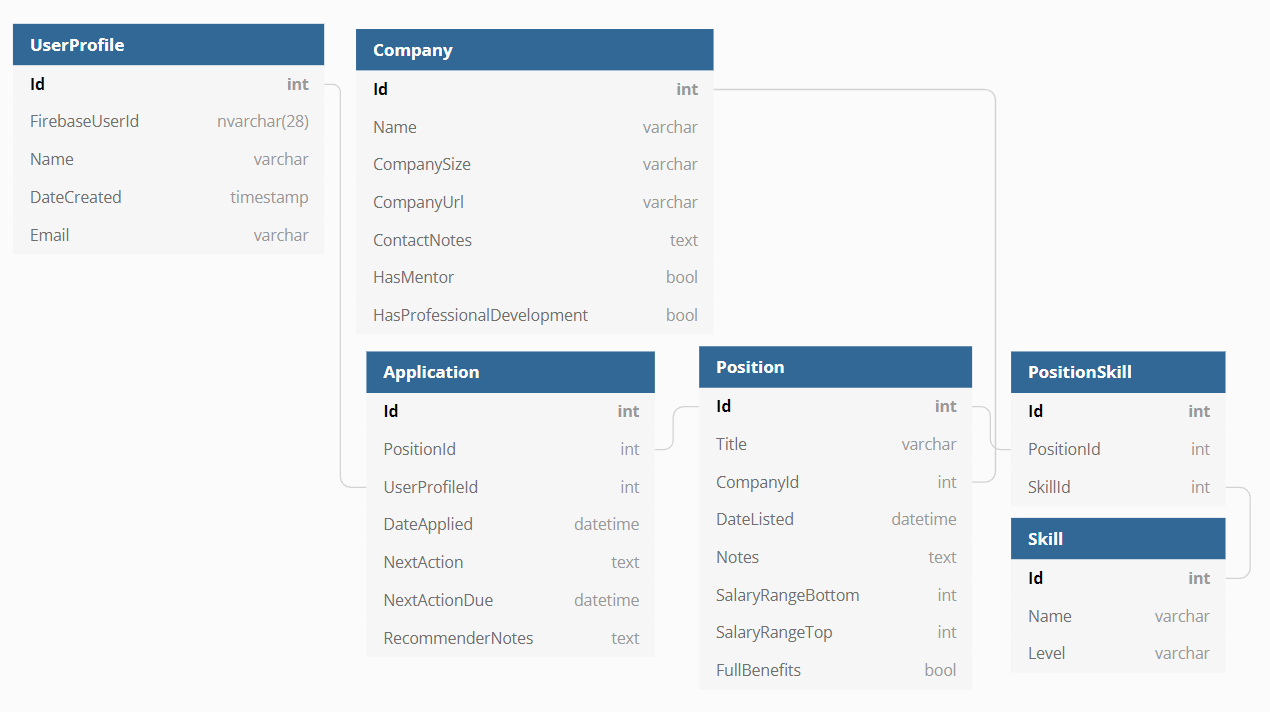 UserProfile
Id int
FirebaseUserId nvarchar(28)
Name varchar
DateCreated timestamp
Email varchar
Company
Id int
Name varchar
CompanySize varchar
CompanyUrl varchar
ContactNotes text
HasMentor bool
HasProfessionalDevelopment bool
Application
Id int
PositionId int
UserProfileId int
DateApplied datetime
NextAction text
NextActionDue datetime
RecommenderNotes text
Position
Id int
Title varchar
CompanyId int
DateListed datetime
Notes text
SalaryRangeBottom int
SalaryRangeTop int
FullBenefits bool
PositionSkill
Id int
PositionId int
SkillId int
Skill
Id int
Name varchar
Level varchar